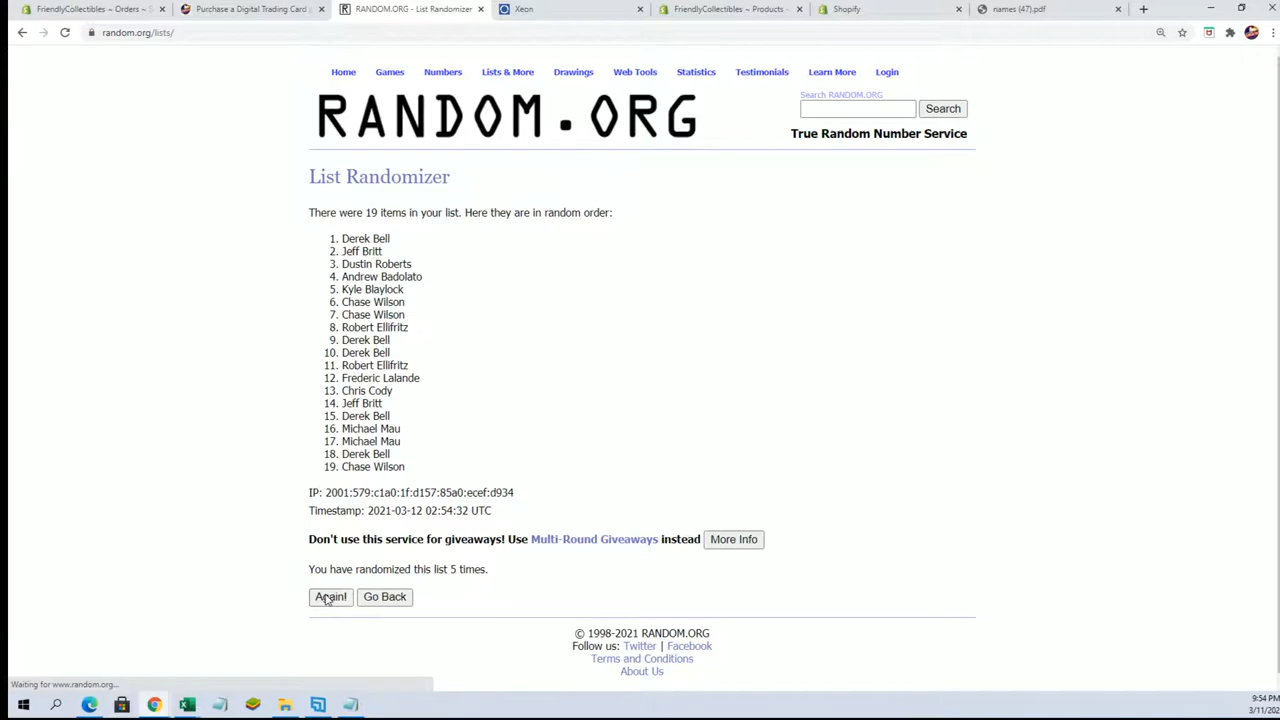 FriendlyCollectibles ~ Orders ~ S
Purchase a Digital Trading Card
RANDOM.ORG - List Randomizer
Xeon
FriendlyCollectibles ~ Products ~
Shopify
names (47).pdf
random.org/lists/
Home Games Numbers Lists & More Drawings Web Tools Statistics Testimonials Learn More Login
RANDOM.ORG
Search RANDOM.ORG
Search
True Random Number Service
List Randomizer
There were 19 items in your list. Here they are in random order:
1. Derek Bell
2. Jeff Britt
3. Dustin Roberts
4. Andrew Badolato
5. Kyle Blaylock
6. Chase Wilson
7. Chase Wilson
8. Robert Ellifritz
9. Derek Bell
10. Derek Bell
11. Robert Ellifritz
12. Frederic Lalande
13. Chris Cody
14. Jeff Britt
15. Derek Bell
16. Michael Mau
17. Michael Mau
18. Derek Bell
19. Chase Wilson
IP: 2001:579:c1a0:1f:d157:85a0:ecef:d934
Timestamp: 2021-03-12 02:54:32 UTC
Don't use this service for giveaways! Use Multi-Round Giveaways instead More Info
You have randomized this list 5 times.
Again! Go Back
© 1998-2021 RANDOM.ORG
Follow us: Twitter | Facebook
Terms and Conditions
About Us
Waiting for www.random.org...
9:54 PM
3/11/202